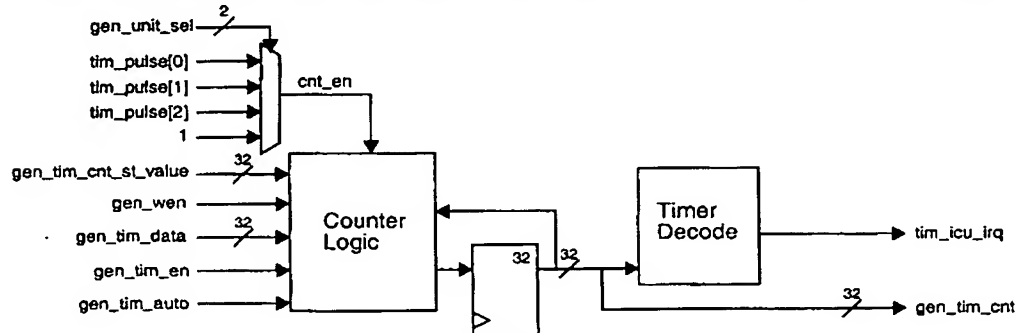 gen_unit_sel
2
tim_pulse[0]
tim_pulse[1]
tim_pulse[2]
1
cnt_en
gen_tim_cnt_st_value
32
gen_wen
gen_tim_data
32
gen_tim_en
gen_tim_auto
Counter
Logic
32
32
Timer
Decode
tim_icu_irq
32
gen_tim_cnt